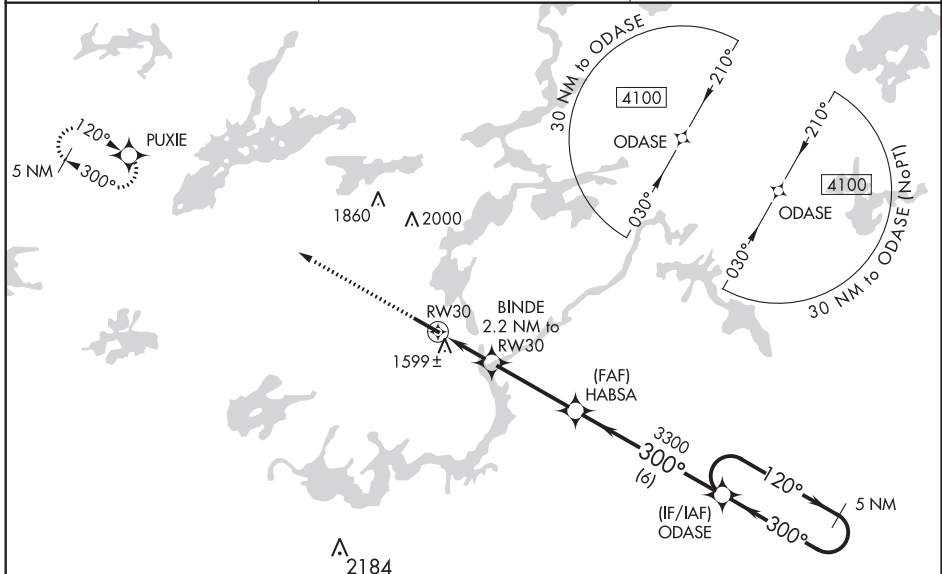 30 NM to ODASE
4100
210°
ODASE
030°
210°
4100
ODASE
030°
30 NM to ODASE (NoPT)
120°
PUXIE
5 NM
300°
1860
2000
RW30
BINDE
2.2 NM to
RW30
1599±
(FAF)
HABSA
3300
300°
(6)
120°
5 NM
300°
(IF/IAF)
ODASE
2184